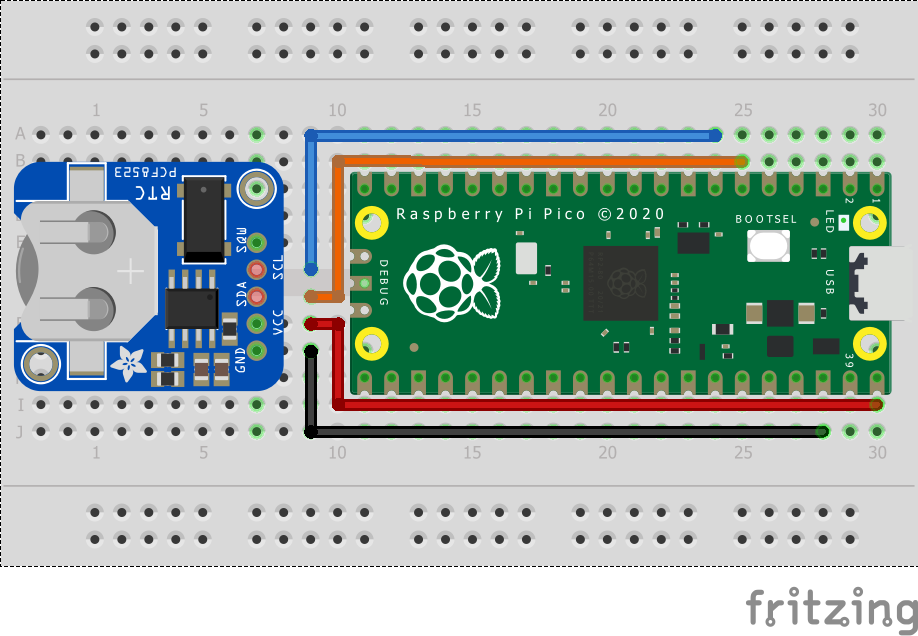 1 5 10 15 20 25 30
A
B
PCF8523
RTC
SQW
SCL
SDA
VCC
GND
Raspberry Pi Pico ©2020
BOOTSEL
LED
2
1
DEBUG
USB
39
I
J
1 5 10 15 20 25 30
fritzing